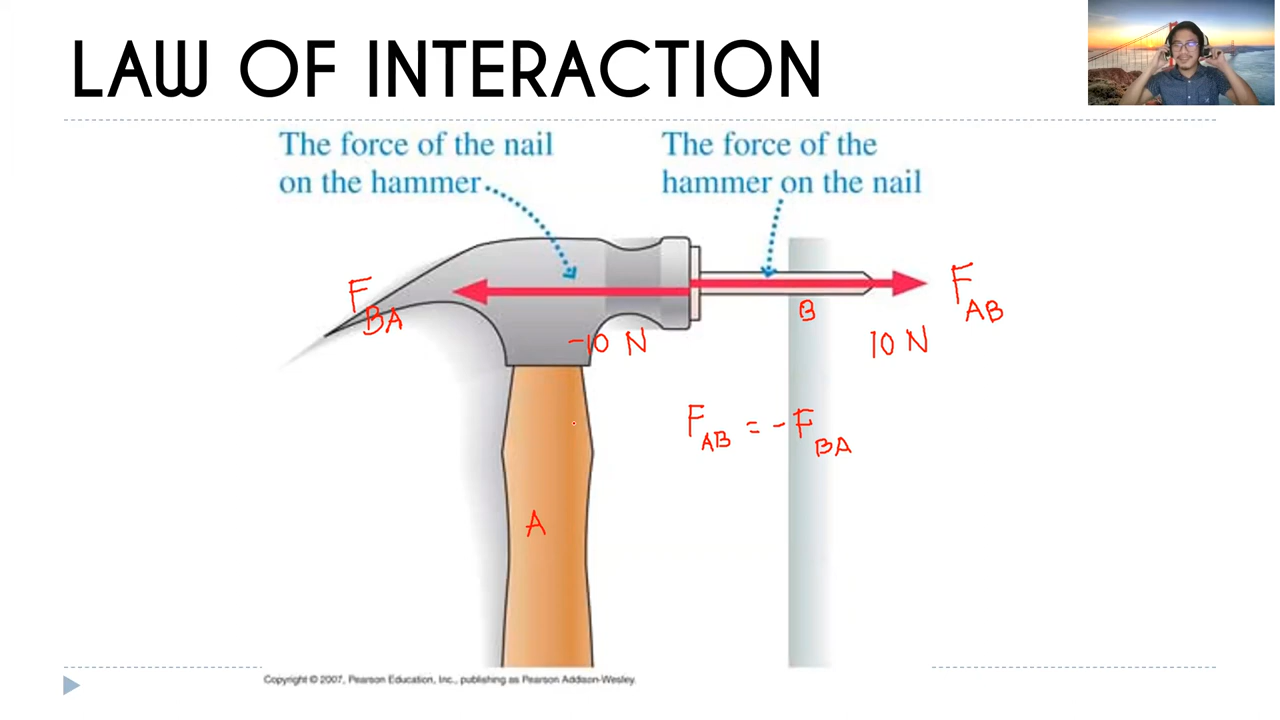 LAW OF INTERACTION
The force of the nail
on the hammer
The force of the
hammer on the nail
F BA
F AB
B
-10 N
10 N
F AB = -F BA
A
Copyright © 2007, Pearson Education, Inc., publishing as Pearson Addison-Wesley.